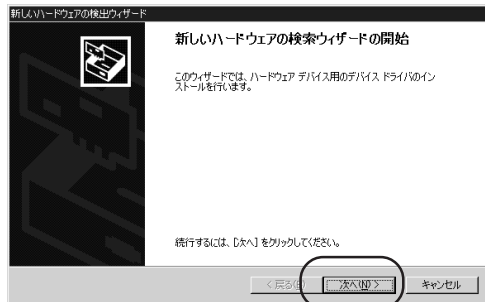 新しいハードウェアの検出ウィザード
新しいハードウェアの検索ウィザードの開始
このウィザードでは、ハードウェア デバイス用のデバイス ドライバのイン
ストールを行います。
続行するには、[次へ] をクリックしてください。
< 戻る(B) 次へ(N) > キャンセル